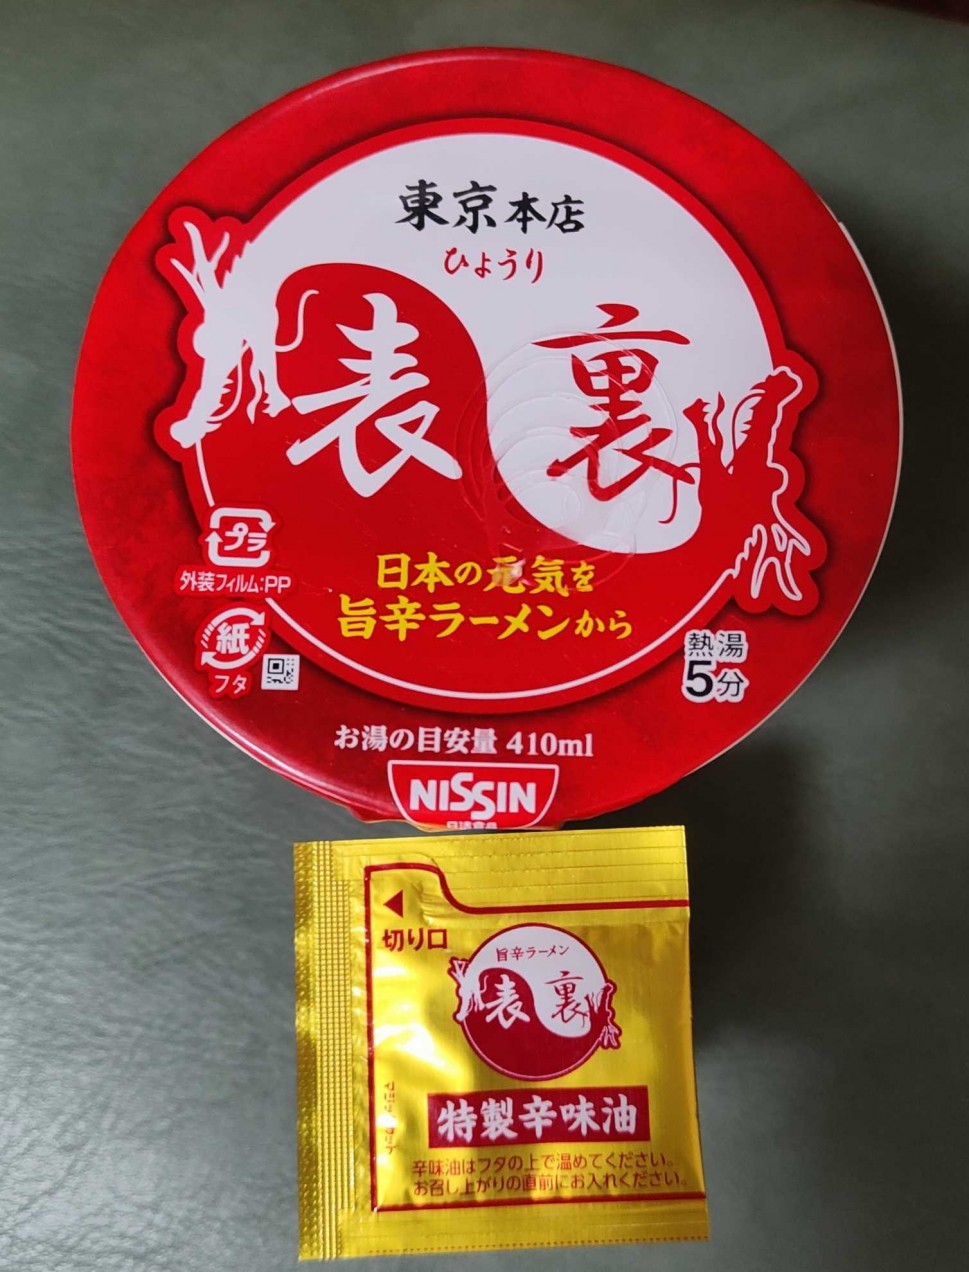 東京本店
ひょうり
表裏
日本の元気を
旨辛ラーメンから
プラ
外装フィルム:PP
紙
フタ
熱湯
5分
お湯の目安量 410ml
NISSIN
日清食品
切り口
旨辛ラーメン
表裏
特製辛味油
辛味油はフタの上で温めてください。
お召し上がりの直前にお入れください。